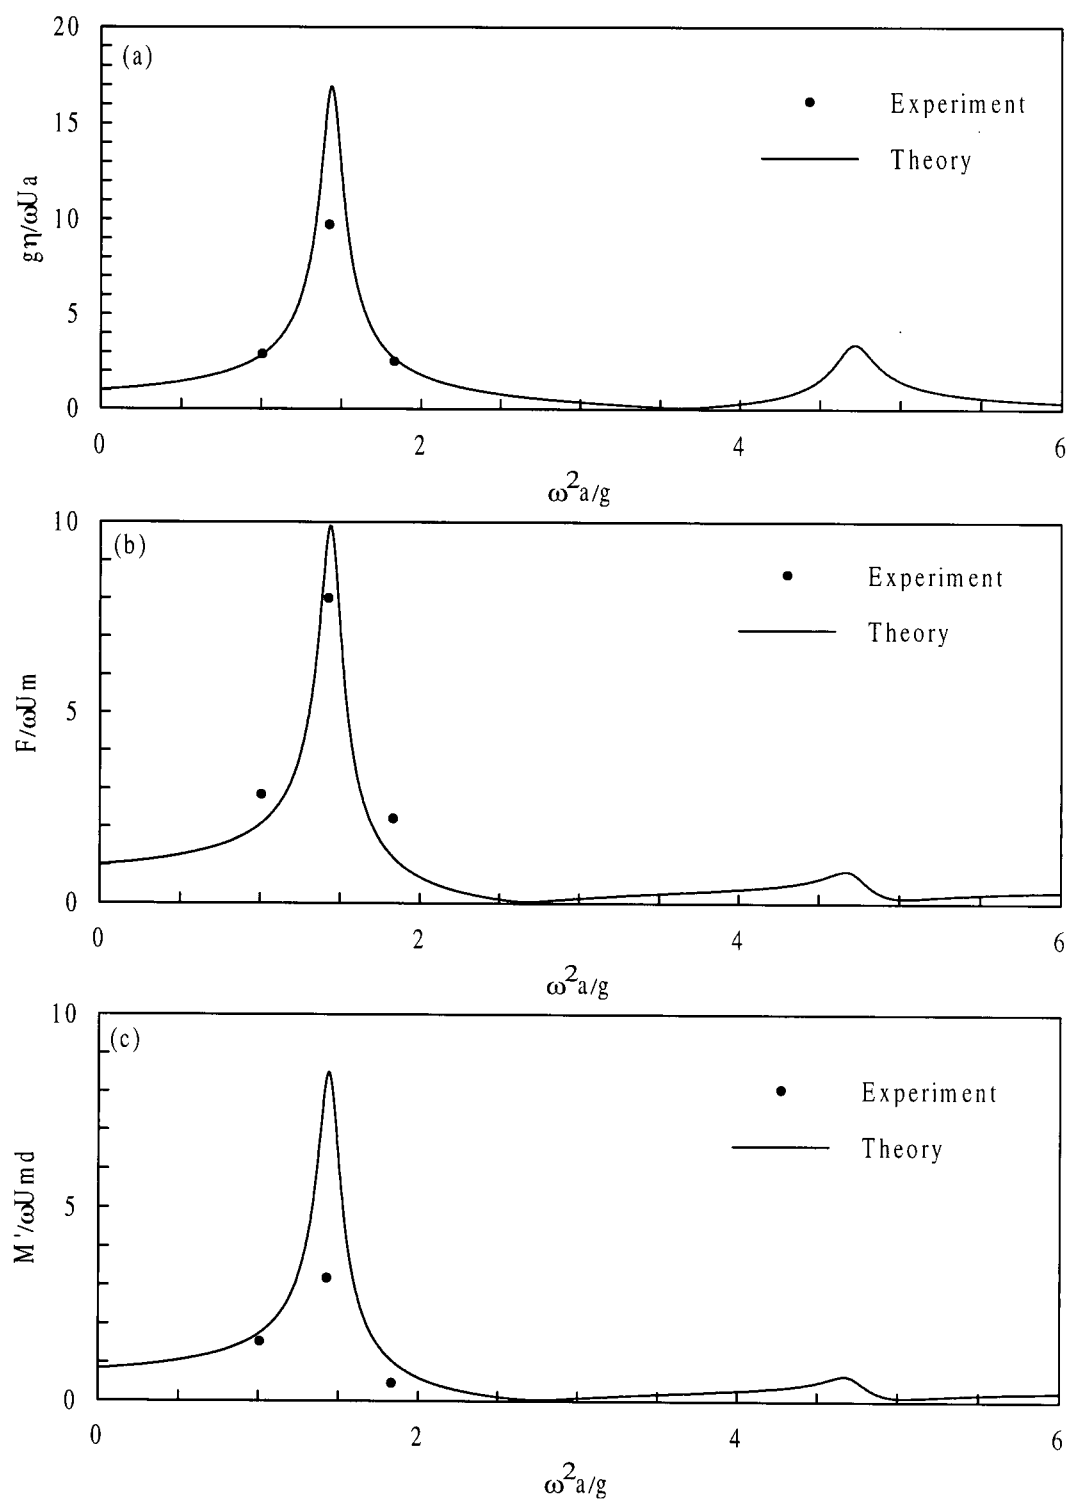 20
(a)
Experiment
15
Theory
gη/ωUa
10
5
0
0 2 4 6
ω²a/g
10
(b)
Experiment
Theory
F/ωUm
5
0
0 2 4 6
ω²a/g
10
(c)
Experiment
Theory
M'/ωUmd
5
0
0 2 4 6
ω²a/g